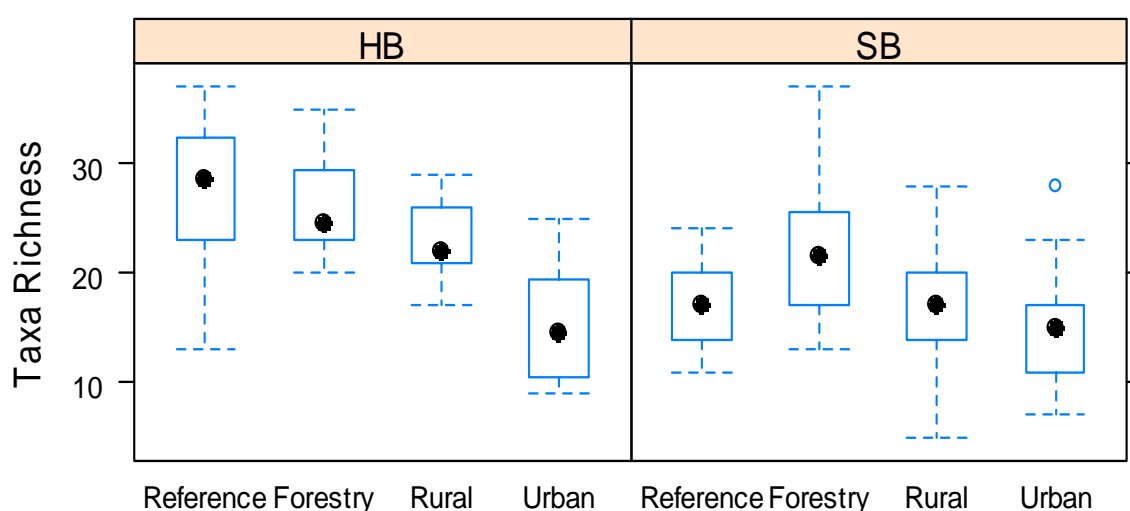 HB SB
Taxa Richness
30
20
10
Reference Forestry Rural Urban Reference Forestry Rural Urban